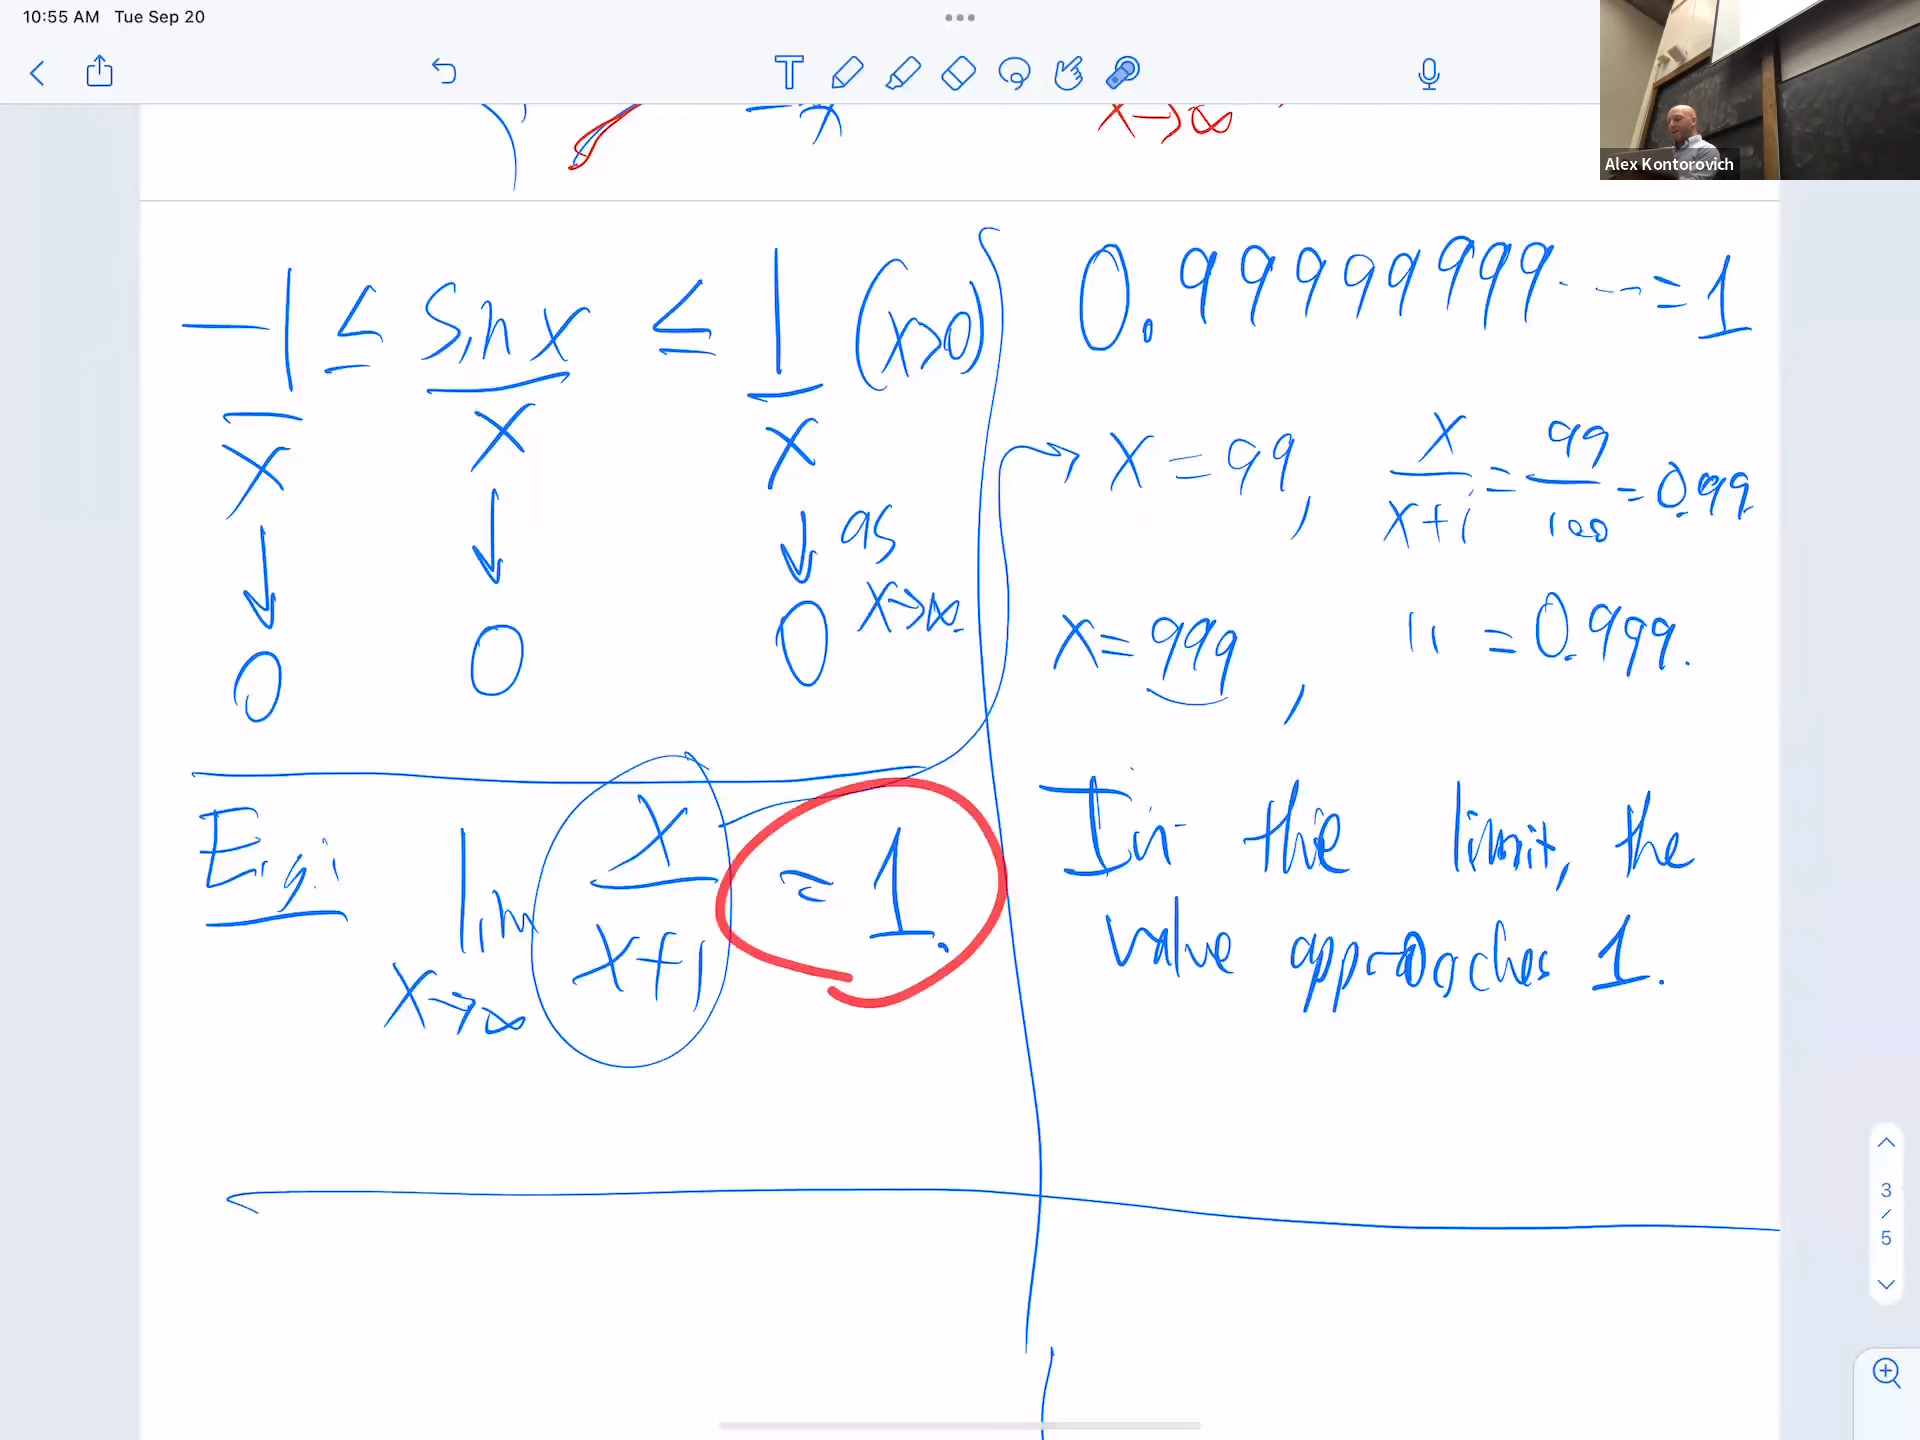 10:55 AM Tue Sep 20
T
Alex Kontorovich
-x
x→∞
-1/x ≤ sin x/x ≤ 1/x (x>0)
↓ ↓ ↓ as x→∞.
0 0 0
E.g.: lim x→∞ x/x+1 = 1.
0.99999999... = 1
→ x = 99, x/x+1 = 99/100 = 0.99.
x = 999, " = 0.999.
In the limit, the
value approaches 1.
3
/
5